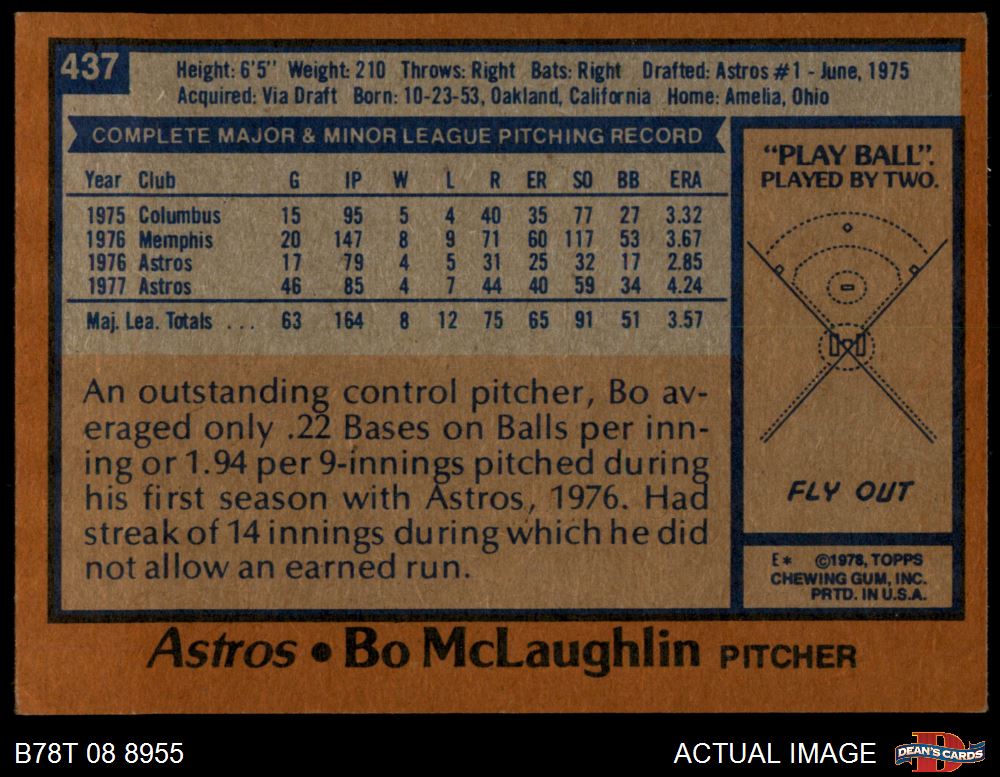 437
Height: 6'5" Weight: 210 Throws: Right Bats: Right Drafted: Astros #1 - June, 1975
Acquired: Via Draft Born: 10-23-53, Oakland, California Home: Amelia, Ohio
COMPLETE MAJOR & MINOR LEAGUE PITCHING RECORD
Year Club G IP W L R ER SO BB ERA
1975 Columbus 15 95 5 4 40 35 77 27 3.32
1976 Memphis 20 147 8 9 71 60 117 53 3.67
1976 Astros 17 79 4 5 31 25 32 17 2.85
1977 Astros 46 85 4 7 44 40 59 34 4.24
Maj. Lea. Totals . . . 63 164 8 12 75 65 91 51 3.57
An outstanding control pitcher, Bo av-
eraged only .22 Bases on Balls per inn-
ing or 1.94 per 9-innings pitched during
his first season with Astros, 1976. Had
streak of 14 innings during which he did
not allow an earned run.
"PLAY BALL".
PLAYED BY TWO.
FLY OUT
E* ©1978, TOPPS
CHEWING GUM, INC.
PRTD. IN U.S.A.
Astros • Bo McLaughlin PITCHER
B78T 08 8955
ACTUAL IMAGE
D
DEAN'S CARDS